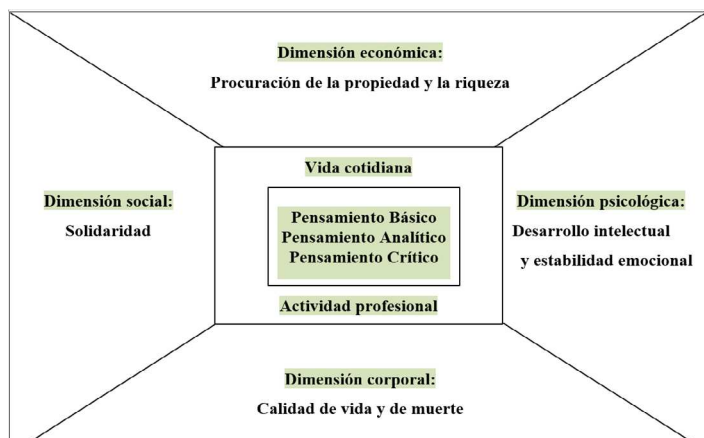 Dimensión económica:
Procuración de la propiedad y la riqueza
Vida cotidiana
Dimensión social:
Solidaridad
Pensamiento Básico
Pensamiento Analítico
Pensamiento Crítico
Dimensión psicológica:
Desarrollo intelectual
y estabilidad emocional
Actividad profesional
Dimensión corporal:
Calidad de vida y de muerte